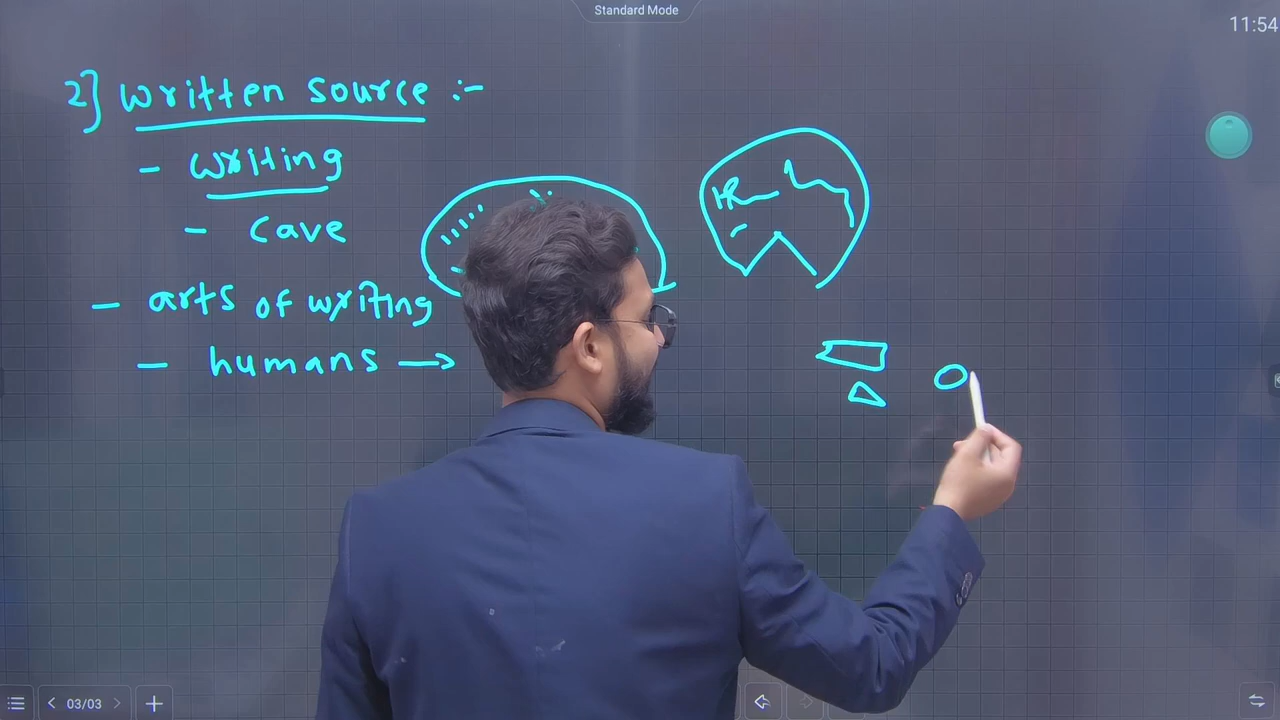 Standard Mode
11:54
2] Written source :-
- writing
- Cave
- arts of writing
- humans →
03/03